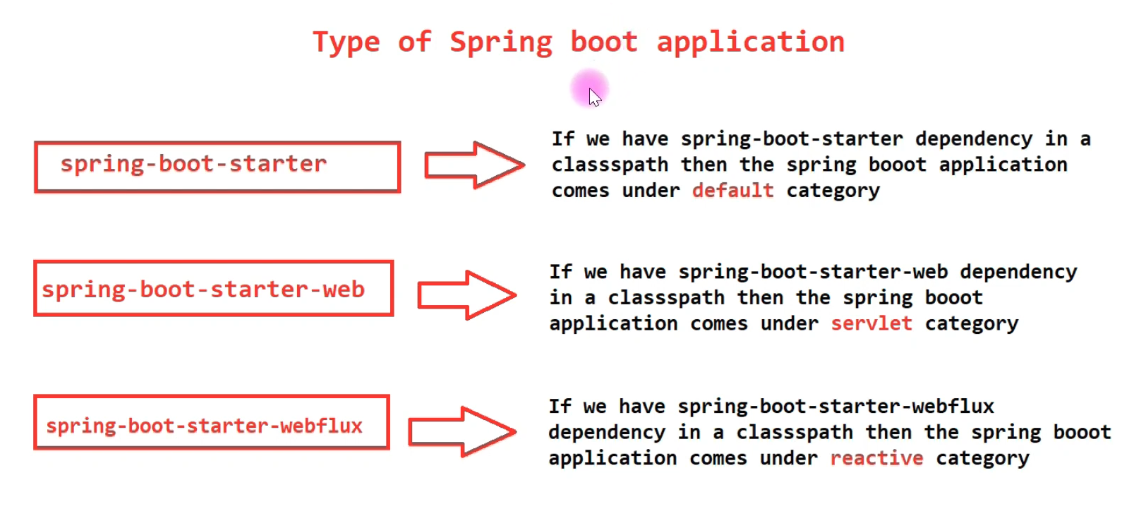 Type of Spring boot application
spring-boot-starter
If we have spring-boot-starter dependency in a
classspath then the spring booot application
comes under default category
spring-boot-starter-web
If we have spring-boot-starter-web dependency
in a classspath then the spring booot
application comes under servlet category
spring-boot-starter-webflux
If we have spring-boot-starter-webflux
dependency in a classspath then the spring booot
application comes under reactive category